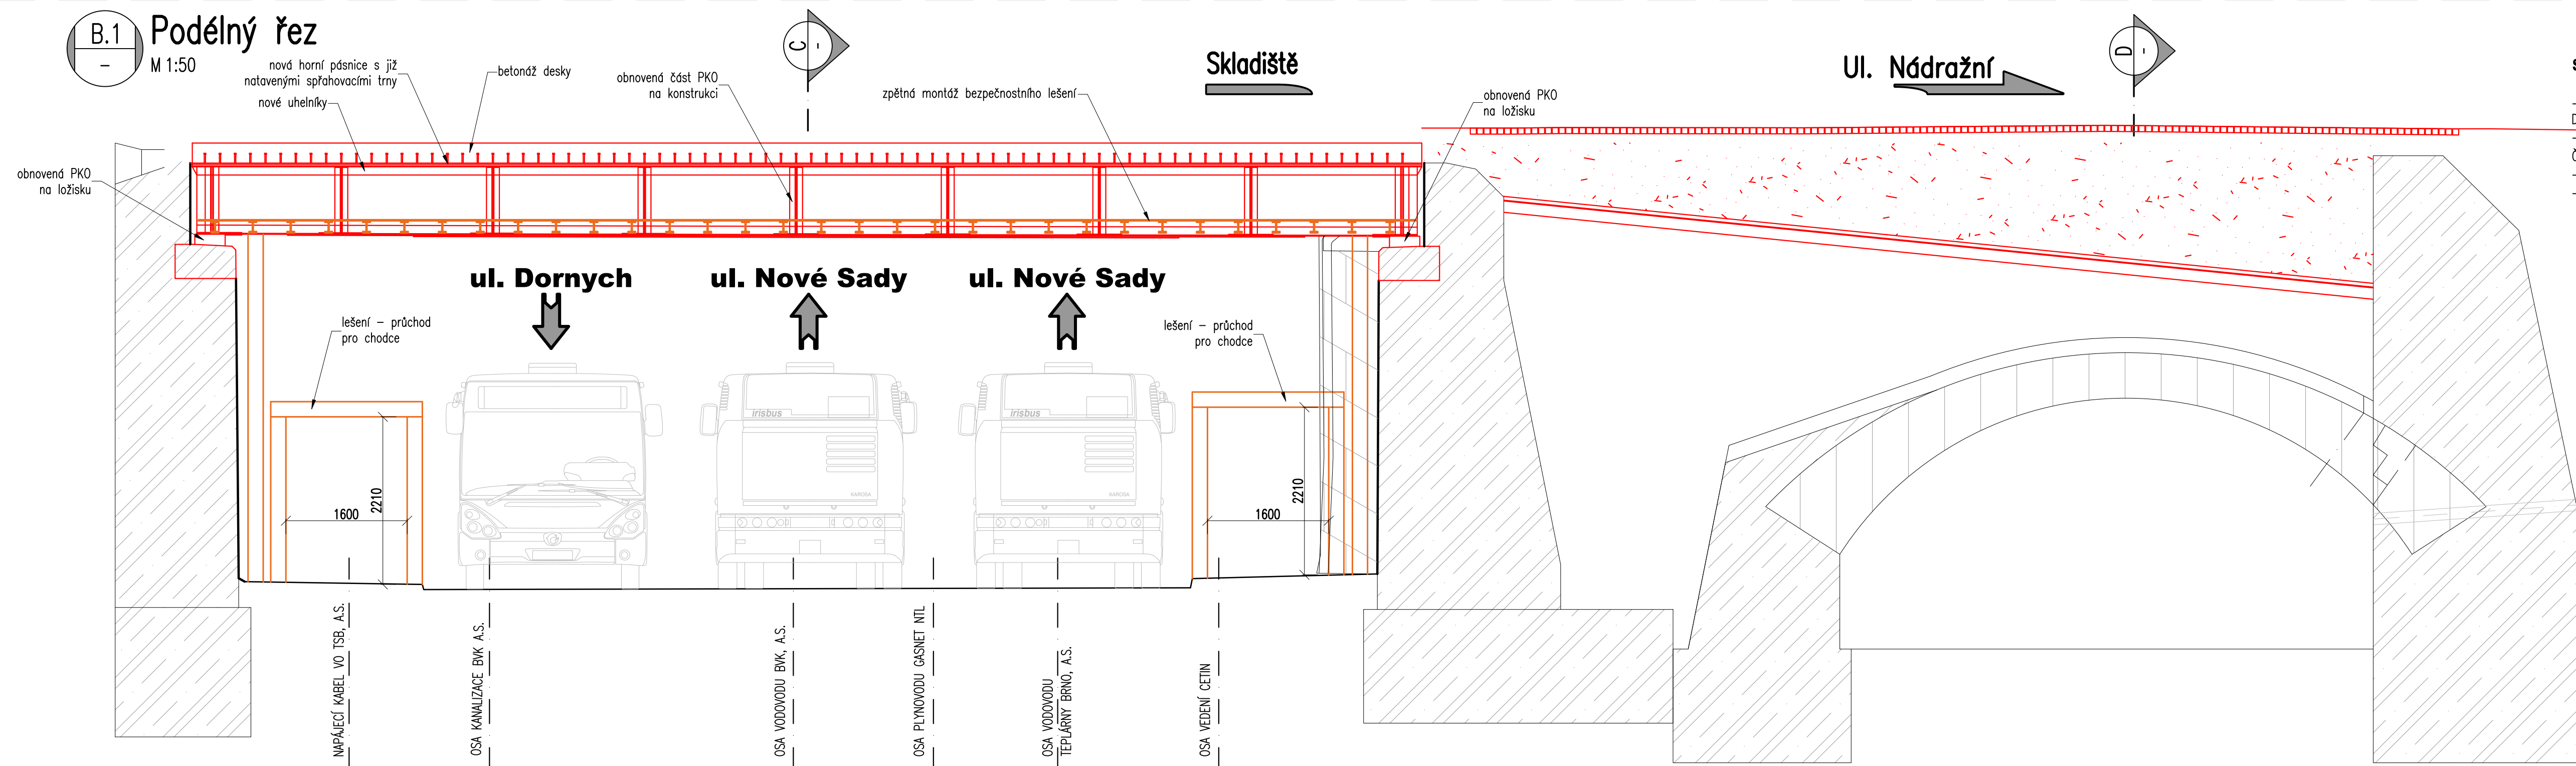 B.1
–
Podélný řez
M 1:50
nová horní pásnice s již
natavenými spřahovacími trny
nové uhelníky
betonáž desky
obnovená část PKO
na konstrukci
C
-
zpětná montáž bezpečnostního lešení
Skladiště
obnovená PKO
na ložisku
Ul. Nádražní
D
-
obnovená PKO
na ložisku
ul. Dornych
ul. Nové Sady
ul. Nové Sady
lešení – průchod
pro chodce
lešení – průchod
pro chodce
irisbus
irisbus
KAROSA
KAROSA
1600
2210
1600
2210
NAPÁJECÍ KABEL VO TSB, A.S.
OSA KANALIZACE BVK A.S.
OSA VODOVODU BVK, A.S.
OSA PLYNOVODU GASNET NTL
OSA VODOVODU
TEPLÁRNY BRNO, A.S.
OSA VEDENÍ CETIN